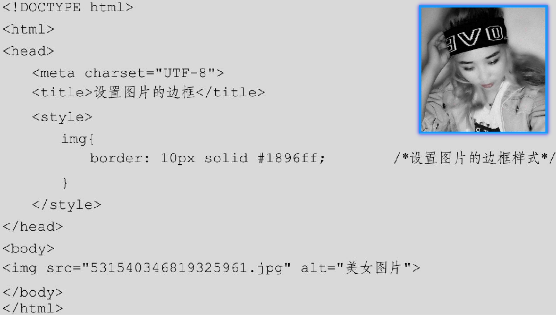 <!DOCTYPE html>
<html>
<head>
<meta charset="UTF-8">
<title>设置图片的边框</title>
<style>
img{
border: 10px solid #1896ff; /*设置图片的边框样式*/
}
</style>
</head>
<body>
<img src="531540346819325961.jpg" alt="美女图片">
</body>
</html>